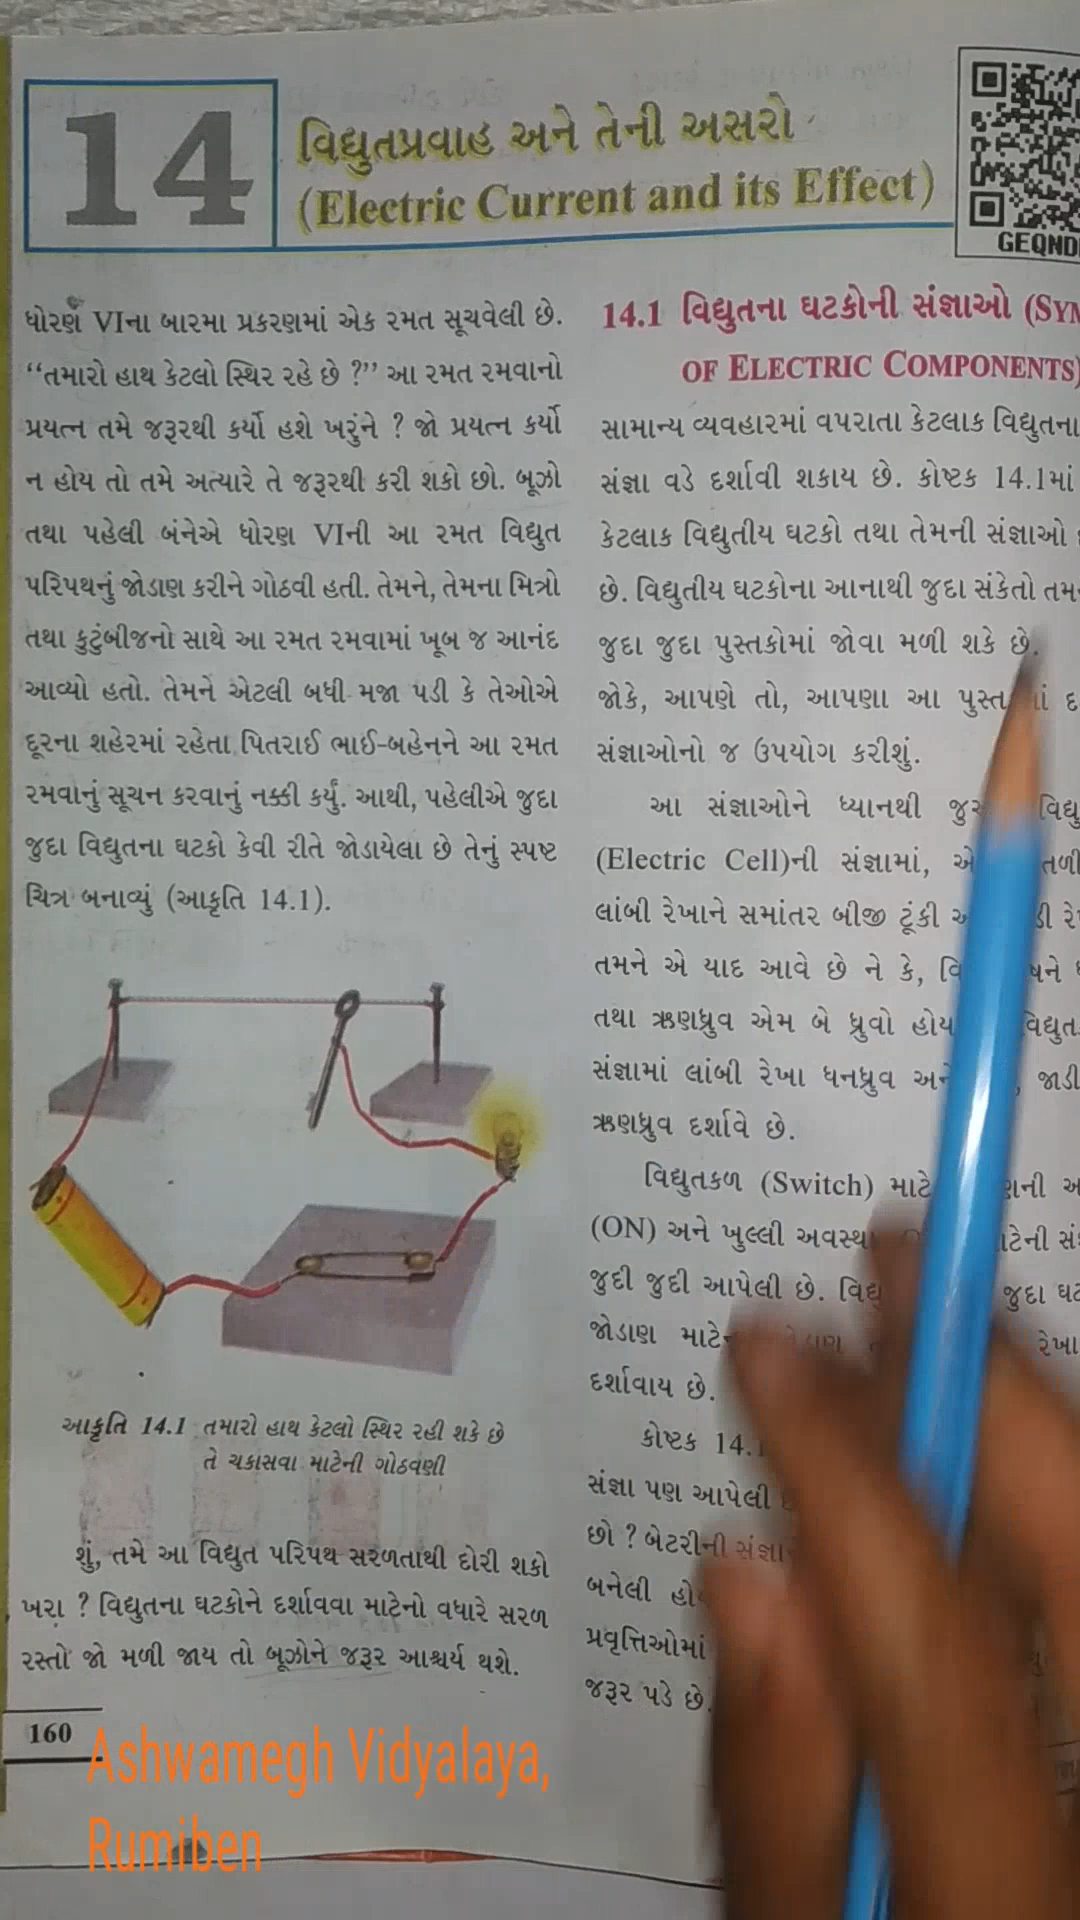 14
વિદ્યુતપ્રવાહ અને તેની અસરો
(Electric Current and its Effect)
GEQND
ધોરણ VIના બારમા પ્રકરણમાં એક રમત સૂચવેલી છે.
“તમારો હાથ કેટલો સ્થિર રહે છે ?” આ રમત રમવાનો
પ્રયત્ન તમે જરૂરથી કર્યો હશે ખરુંને ? જો પ્રયત્ન કર્યો
ન હોય તો તમે અત્યારે તે જરૂરથી કરી શકો છો. બૂઝો
તથા પહેલી બંનેએ ધોરણ VIની આ રમત વિદ્યુત
પરિપથનું જોડાણ કરીને ગોઠવી હતી. તેમને, તેમના મિત્રો
તથા કુટુંબીજનો સાથે આ રમત રમવામાં ખૂબ જ આનંદ
આવ્યો હતો. તેમને એટલી બધી મજા પડી કે તેઓએ
દૂરના શહેરમાં રહેતા પિતરાઈ ભાઈ-બહેનને આ રમત
રમવાનું સૂચન કરવાનું નક્કી કર્યું. આથી, પહેલીએ જુદા
જુદા વિદ્યુતના ઘટકો કેવી રીતે જોડાયેલા છે તેનું સ્પષ્ટ
ચિત્ર બનાવ્યું (આકૃતિ 14.1).
આકૃતિ 14.1 તમારો હાથ કેટલો સ્થિર રહી શકે છે
તે ચકાસવા માટેની ગોઠવણી
શું, તમે આ વિદ્યુત પરિપથ સરળતાથી દોરી શકો
ખરા ? વિદ્યુતના ઘટકોને દર્શાવવા માટેનો વધારે સરળ
રસ્તો જો મળી જાય તો બૂઝોને જરૂર આશ્ચર્ય થશે.
160
14.1 વિદ્યુતના ઘટકોની સંજ્ઞાઓ (SYM
OF ELECTRIC COMPONENTS)
સામાન્ય વ્યવહારમાં વપરાતા કેટલાક વિદ્યુતના
સંજ્ઞા વડે દર્શાવી શકાય છે. કોષ્ટક 14.1માં
કેટલાક વિદ્યુતીય ઘટકો તથા તેમની સંજ્ઞાઓ
છે. વિદ્યુતીય ઘટકોના આનાથી જુદા સંકેતો
જુદા જુદા પુસ્તકોમાં જોવા મળી શકે છે.
જોકે, આપણે તો, આપણા આ
સંજ્ઞાઓનો જ ઉપયોગ કરીશું.
આ સંજ્ઞાઓને ધ્યાનથી
(Electric Cell)ની સંજ્ઞામાં,
લાંબી રેખાને સમાંતર બીજી ટૂંકી
તમને એ યાદ આવે છે ને કે,
તથા ઋણધ્રુવ એમ બે ધ્રુવો
સંજ્ઞામાં લાંબી રેખા ધનધ્રુવ
ઋણધ્રુવ દર્શાવે છે.
વિદ્યુતકળ (Switch)
(ON) અને ખુલ્લી
જુદી જુદી આપેલી છે. જુદા
જોડાણ
દર્શાવાય છે.
કોષ્ટક
સંજ્ઞા પણ આપેલી
છો ? બેટરીની
બનેલી
પ્રવૃત્તિઓમાં
જરૂર પડે છે.
Ashwamegh Vidyalaya,
Rumiben